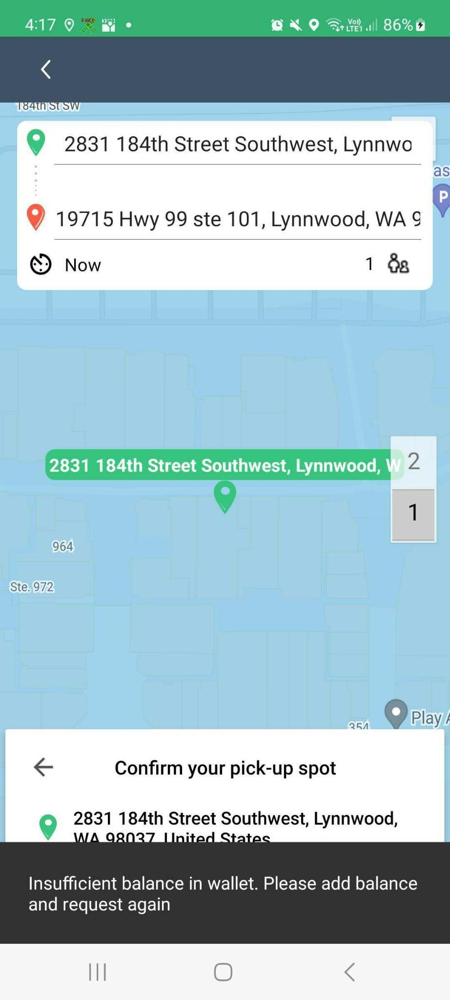 4:17 FAKE Vo)) LTE1 86%
184th St SW
2831 184th Street Southwest, Lynnwo
as
P
19715 Hwy 99 ste 101, Lynnwood, WA 9
Now 1
2831 184th Street Southwest, Lynnwood, W
2
1
964
Ste. 972
Play A
354
Confirm your pick-up spot
2831 184th Street Southwest, Lynnwood,
WA 98037, United States
Insufficient balance in wallet. Please add balance
and request again